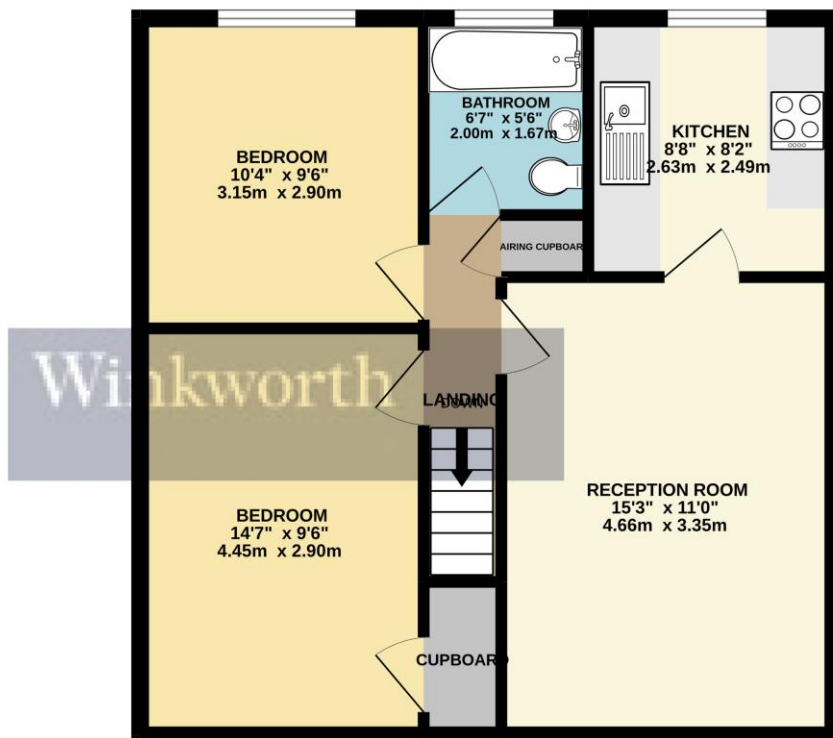 BATHROOM
6'7" x 5'6"
2.00m x 1.67m
KITCHEN
8'8" x 8'2"
2.63m x 2.49m
BEDROOM
10'4" x 9'6"
3.15m x 2.90m
AIRING CUPBOAR
Winkworth
LANDING
DOWN
BEDROOM
14'7" x 9'6"
4.45m x 2.90m
RECEPTION ROOM
15'3" x 11'0"
4.66m x 3.35m
CUPBOARD